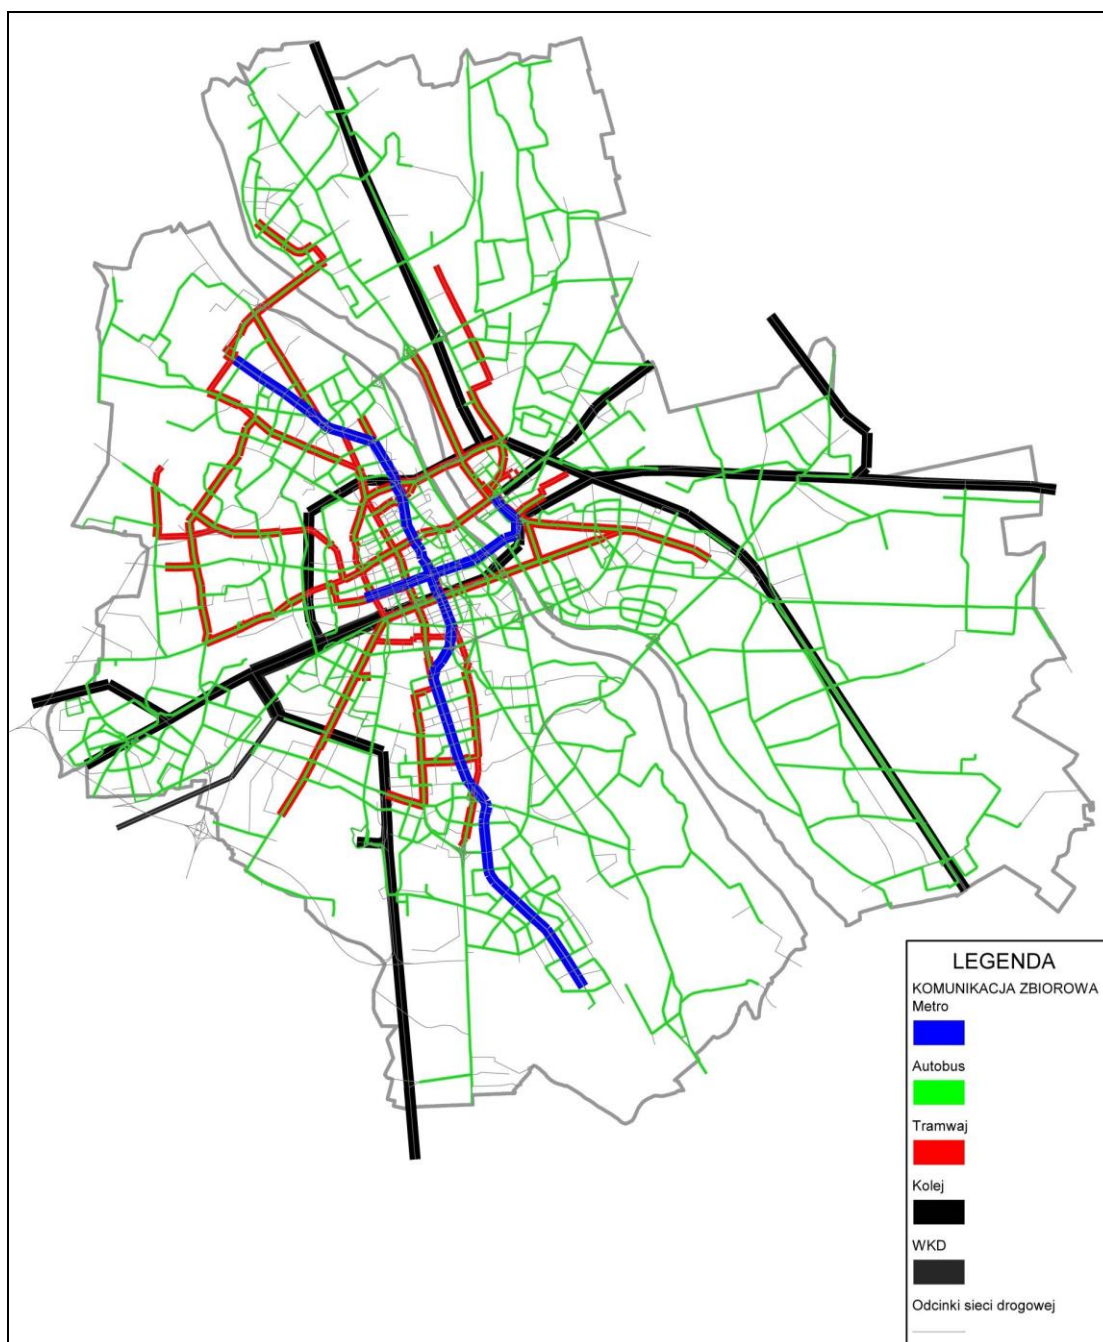 LEGENDA
KOMUNIKACJA ZBIOROWA
Metro
Autobus
Tramwaj
Kolej
WKD
Odcinki sieci drogowej